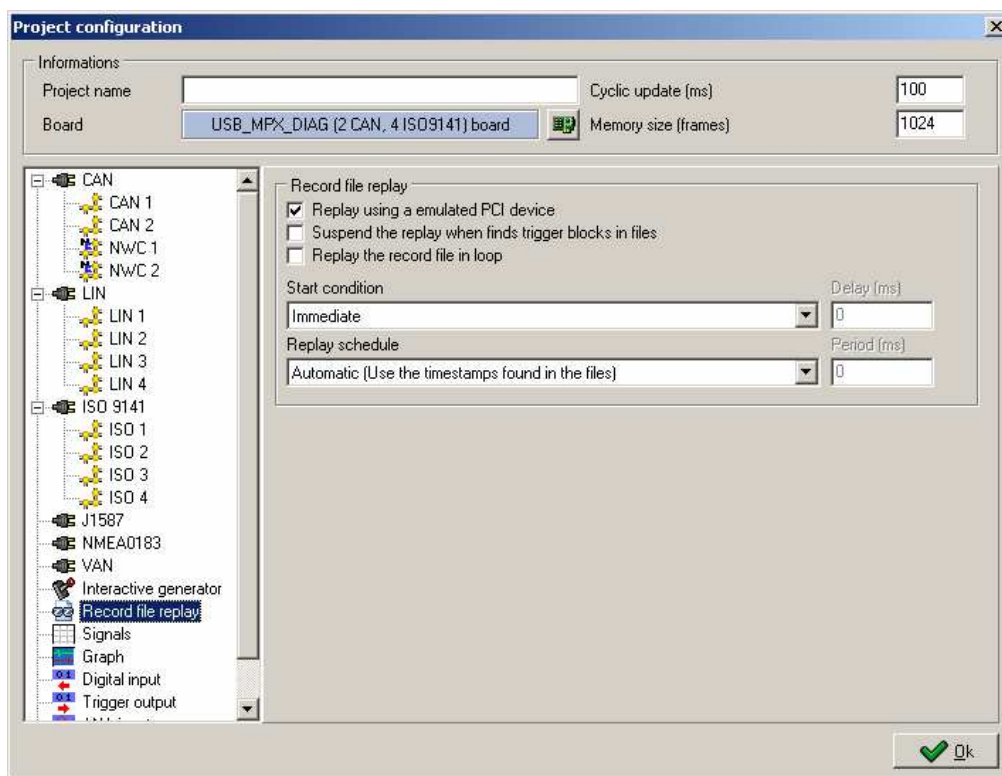 Project configuration
Informations
Project name
Cyclic update (ms)
100
Board
USB_MPX_DIAG (2 CAN, 4 ISO9141) board
Memory size (frames)
1024
CAN
CAN 1
CAN 2
NWC 1
NWC 2
LIN
LIN 1
LIN 2
LIN 3
LIN 4
ISO 9141
ISO 1
ISO 2
ISO 3
ISO 4
J1587
NMEA0183
VAN
Interactive generator
Record file replay
Signals
Graph
Digital input
Trigger output
Record file replay
Replay using a emulated PCI device
Suspend the replay when finds trigger blocks in files
Replay the record file in loop
Start condition
Delay (ms)
Immediate
0
Replay schedule
Period (ms)
Automatic (Use the timestamps found in the files)
0
Ok